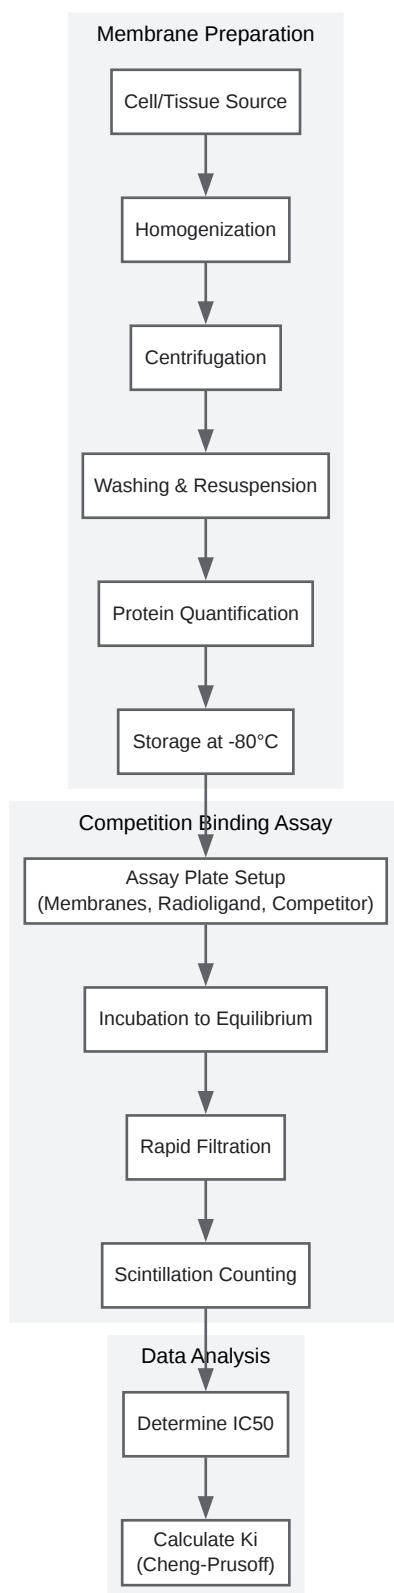 Membrane Preparation
Cell/Tissue Source
Homogenization
Centrifugation
Washing & Resuspension
Protein Quantification
Storage at -80°C
Competition Binding Assay
Assay Plate Setup
(Membranes, Radioligand, Competitor)
Incubation to Equilibrium
Rapid Filtration
Scintillation Counting
Data Analysis
Determine IC50
Calculate Ki
(Cheng-Prusoff)